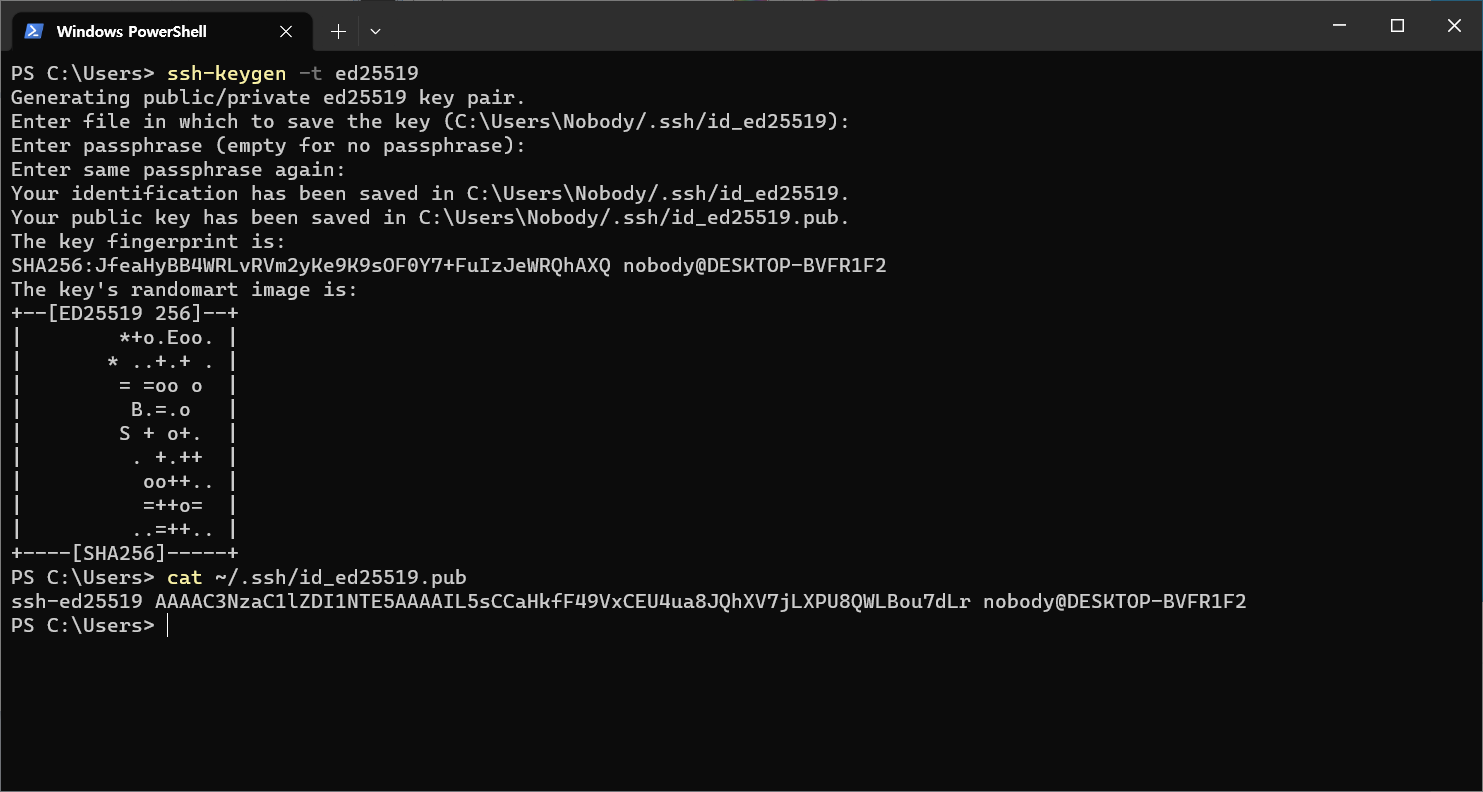 Windows PowerShell
PS C:\Users> ssh-keygen -t ed25519
Generating public/private ed25519 key pair.
Enter file in which to save the key (C:\Users\Nobody/.ssh/id_ed25519):
Enter passphrase (empty for no passphrase):
Enter same passphrase again:
Your identification has been saved in C:\Users\Nobody/.ssh/id_ed25519.
Your public key has been saved in C:\Users\Nobody/.ssh/id_ed25519.pub.
The key fingerprint is:
SHA256:JfeaHyBB4WRLvRVm2yKe9K9sOF0Y7+FuIzJeWRQhAXQ nobody@DESKTOP-BVFR1F2
The key's randomart image is:
+--[ED25519 256]--+
|        *+o.Eoo. |
|       * ..+.+ . |
|        = =oo o  |
|         B.=.o   |
|        S + o+.  |
|         . +.++  |
|          oo++.. |
|          =++o=  |
|         ..=++.. |
+----[SHA256]-----+
PS C:\Users> cat ~/.ssh/id_ed25519.pub
ssh-ed25519 AAAAC3NzaC1lZDI1NTE5AAAAIL5sCCaHkfF49VxCEU4ua8JQhXV7jLXPU8QWLBou7dLr nobody@DESKTOP-BVFR1F2
PS C:\Users>